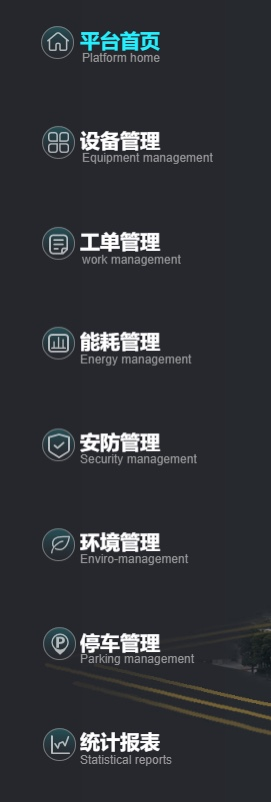 平台首页
Platform home
设备管理
Equipment management
工单管理
work management
能耗管理
Energy management
安防管理
Security management
环境管理
Enviro-management
P
停车管理
Parking management
统计报表
Statistical reports